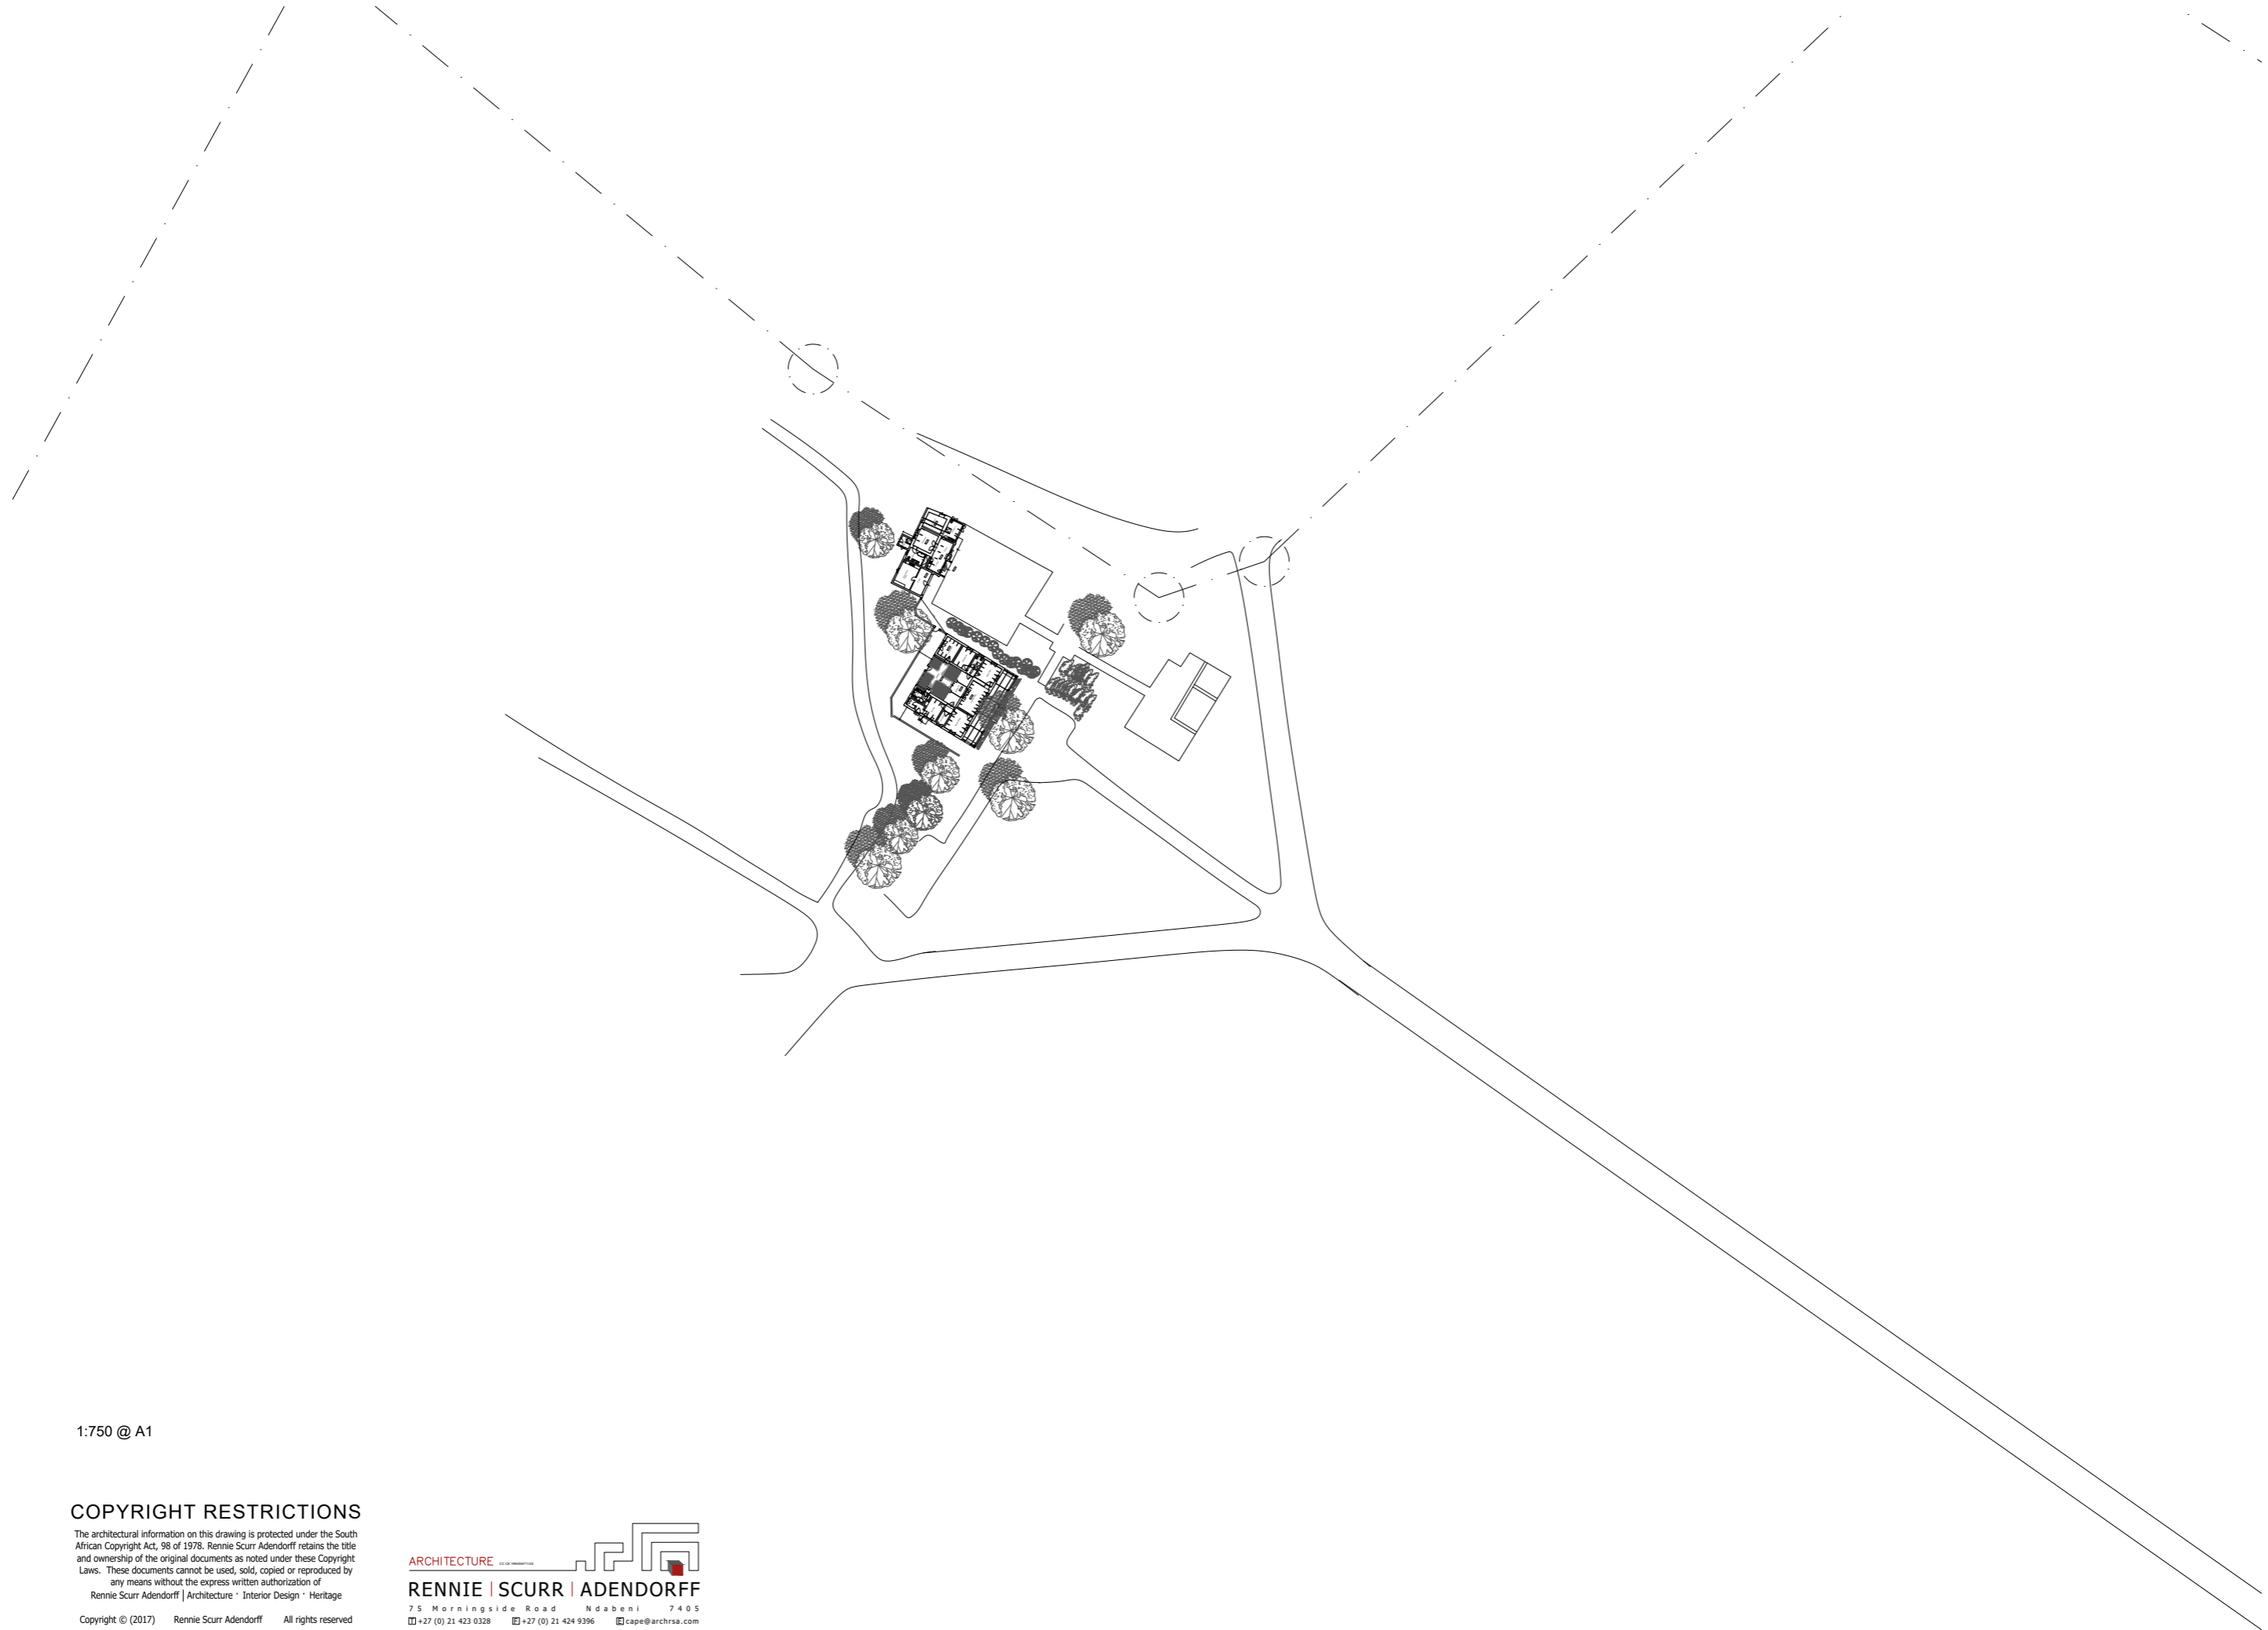 1:750 @ A1
COPYRIGHT RESTRICTIONS
The architectural information on this drawing is protected under the South
African Copyright Act, 98 of 1978. Rennie Scurr Adendorff retains the title
and ownership of the original documents as noted under these Copyright
Laws. These documents cannot be used, sold, copied or reproduced by
any means without the express written authorization of
Rennie Scurr Adendorff | Architecture · Interior Design · Heritage
Copyright © (2017) Rennie Scurr Adendorff All rights reserved
ARCHITECTURE
RENNIE | SCURR | ADENDORFF
75 Morningside Road Ndabeni 7405
T +27 (0) 21 423 0328 F +27 (0) 21 424 9396 E cape@archrsa.com